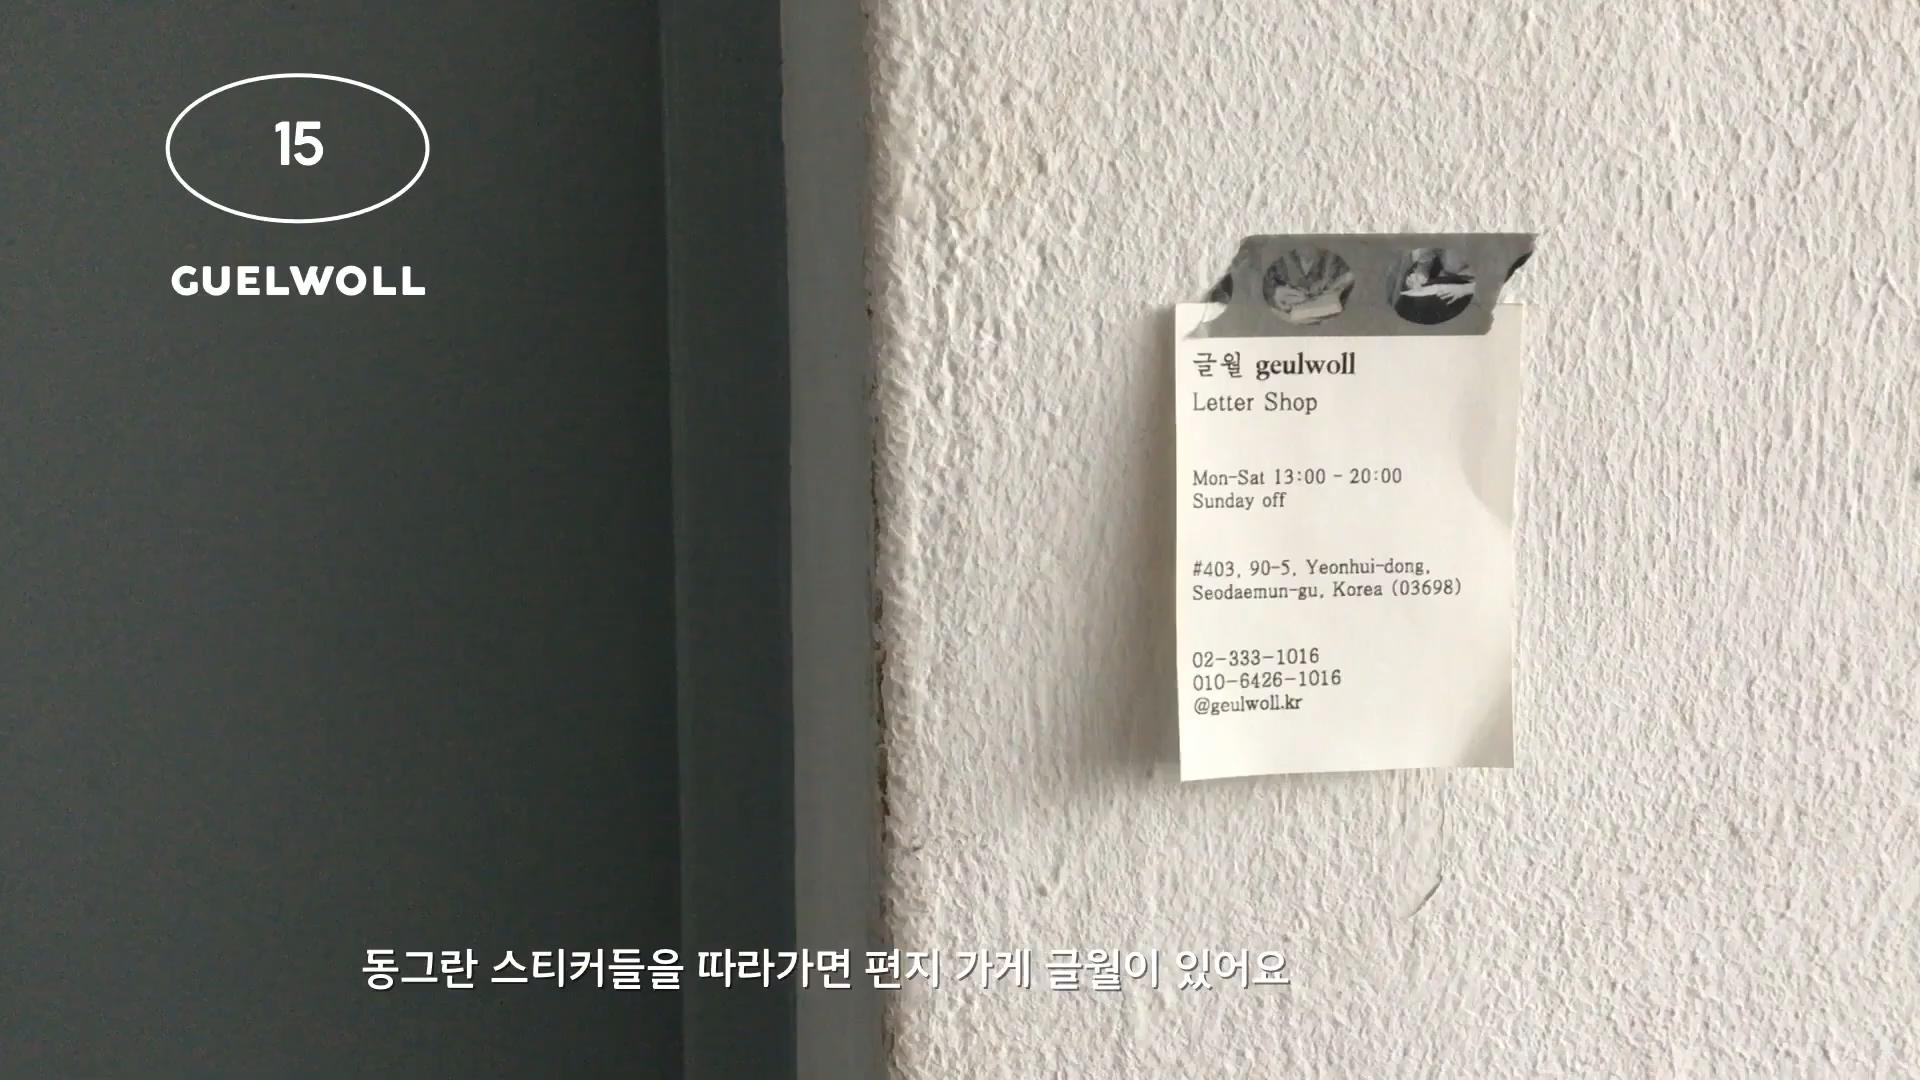 15
GUELWOLL
글월 geulwoll
Letter Shop
Mon-Sat 13:00 - 20:00
Sunday off
#403, 90-5, Yeonhui-dong,
Seodaemun-gu, Korea (03698)
02-333-1016
010-6426-1016
@geulwoll.kr
동그란 스티커들을 따라가면 편지 가게 글월이 있어요